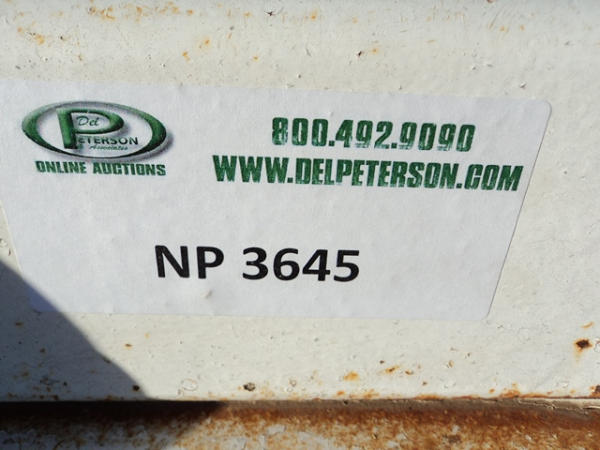 Del
PETERSON
Associates
ONLINE AUCTIONS
800.492.9090
WWW.DELPETERSON.COM
NP 3645